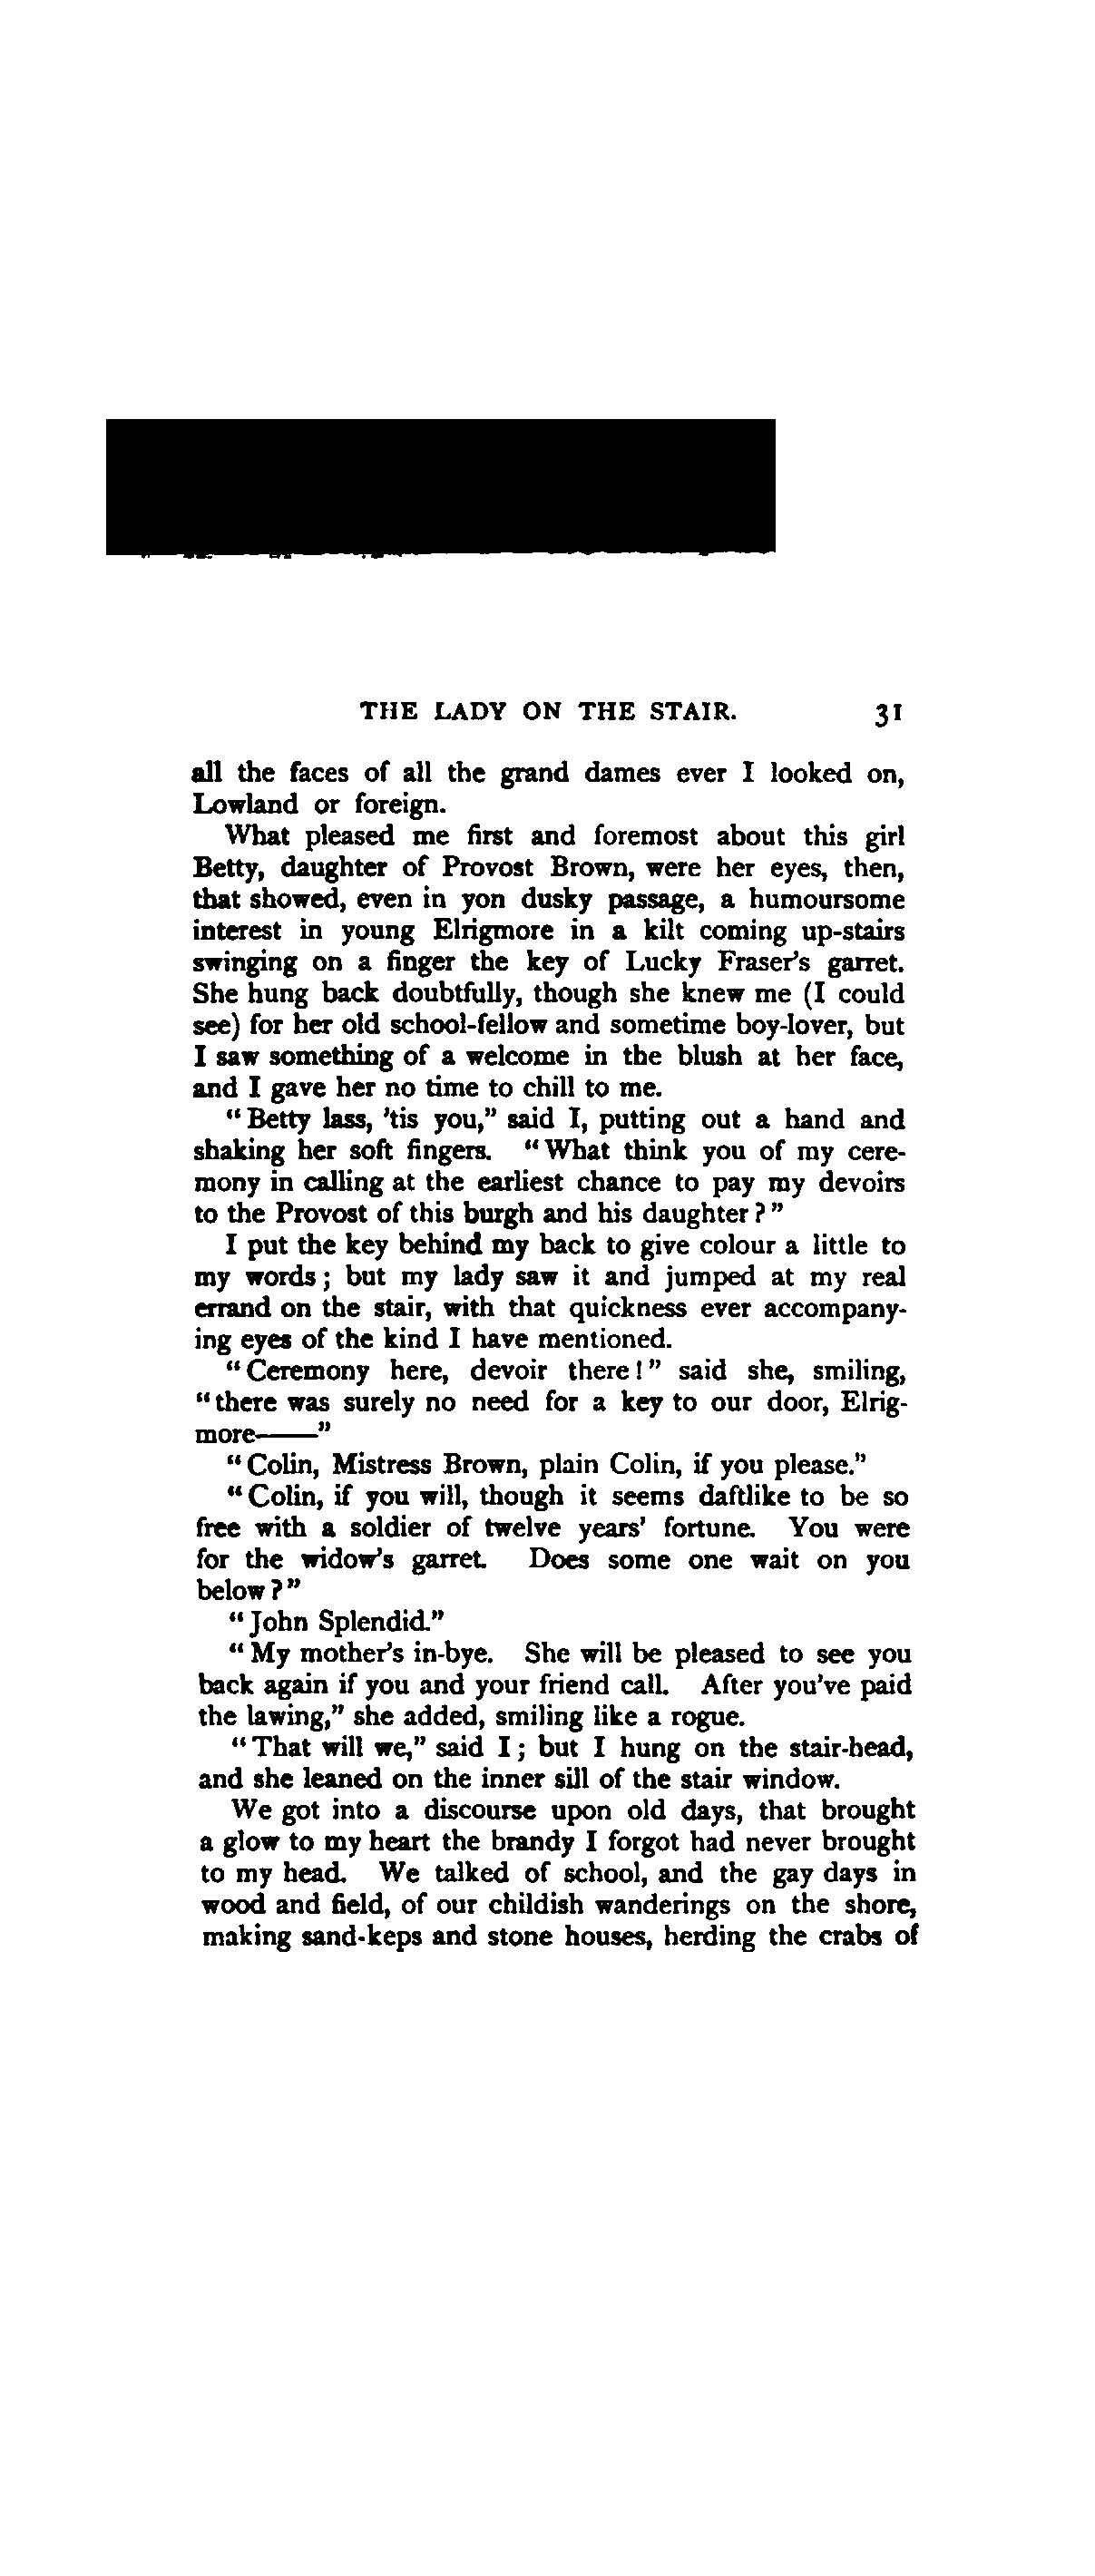 THE LADY ON THE STAIR. 31
all the faces of all the grand dames ever I looked on,
Lowland or foreign.
What pleased me first and foremost about this girl
Betty, daughter of Provost Brown, were her eyes, then,
that showed, even in yon dusky passage, a humoursome
interest in young Elrigmore in a kilt coming up-stairs
swinging on a finger the key of Lucky Fraser's garret.
She hung back doubtfully, though she knew me (I could
see) for her old school-fellow and sometime boy-lover, but
I saw something of a welcome in the blush at her face,
and I gave her no time to chill to me.
"Betty lass, 'tis you," said I, putting out a hand and
shaking her soft fingers. "What think you of my cere-
mony in calling at the earliest chance to pay my devoirs
to the Provost of this burgh and his daughter?"
I put the key behind my back to give colour a little to
my words; but my lady saw it and jumped at my real
errand on the stair, with that quickness ever accompany-
ing eyes of the kind I have mentioned.
"Ceremony here, devoir there!" said she, smiling,
"there was surely no need for a key to our door, Elrig-
more——"
"Colin, Mistress Brown, plain Colin, if you please."
"Colin, if you will, though it seems daftlike to be so
free with a soldier of twelve years' fortune. You were
for the widow's garret. Does some one wait on you
below?"
"John Splendid."
"My mother's in-bye. She will be pleased to see you
back again if you and your friend call. After you've paid
the lawing," she added, smiling like a rogue.
"That will we," said I; but I hung on the stair-head,
and she leaned on the inner sill of the stair window.
We got into a discourse upon old days, that brought
a glow to my heart the brandy I forgot had never brought
to my head. We talked of school, and the gay days in
wood and field, of our childish wanderings on the shore,
making sand-keps and stone houses, herding the crabs of